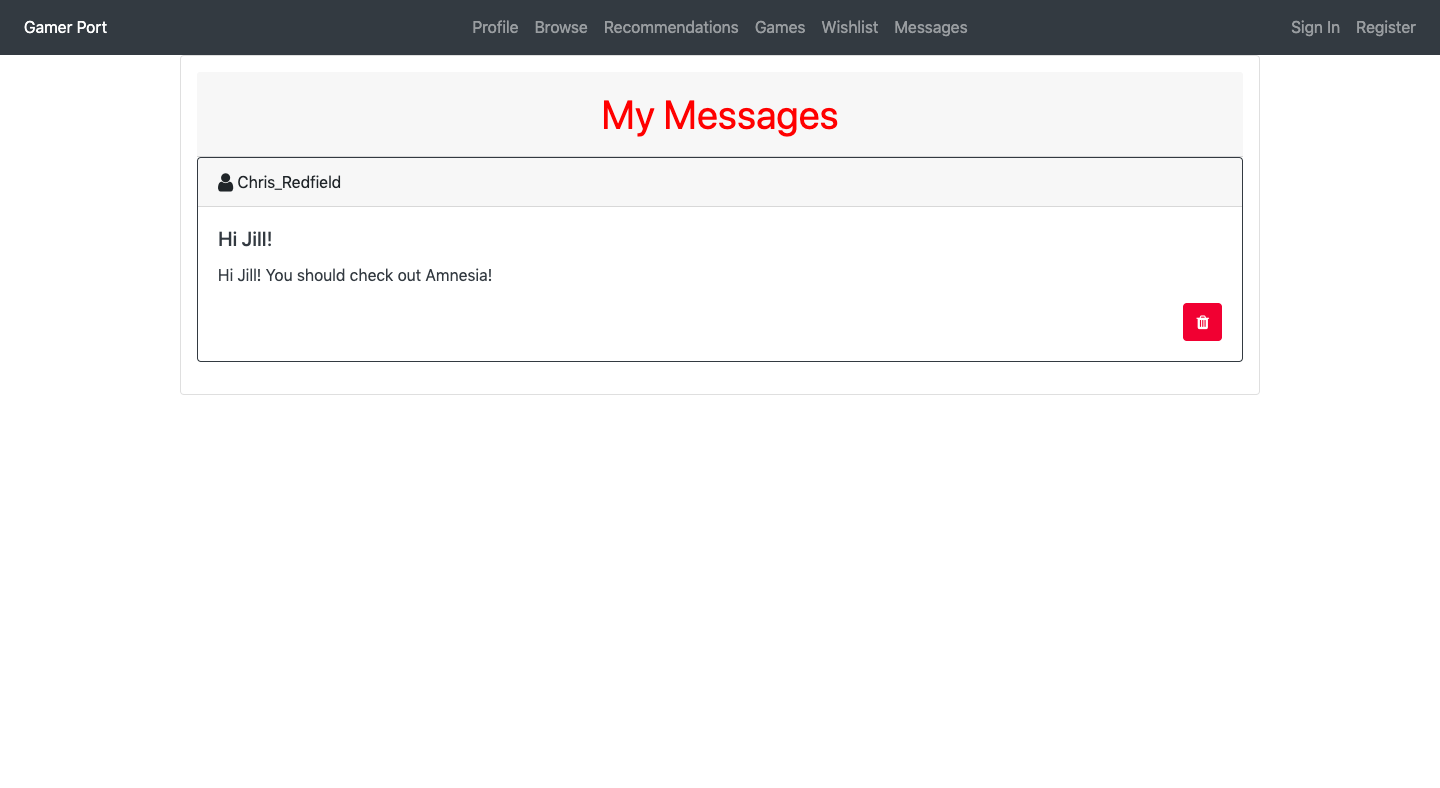 Gamer Port
Profile Browse Recommendations Games Wishlist Messages
Sign In Register
My Messages
Chris_Redfield
Hi Jill!
Hi Jill! You should check out Amnesia!